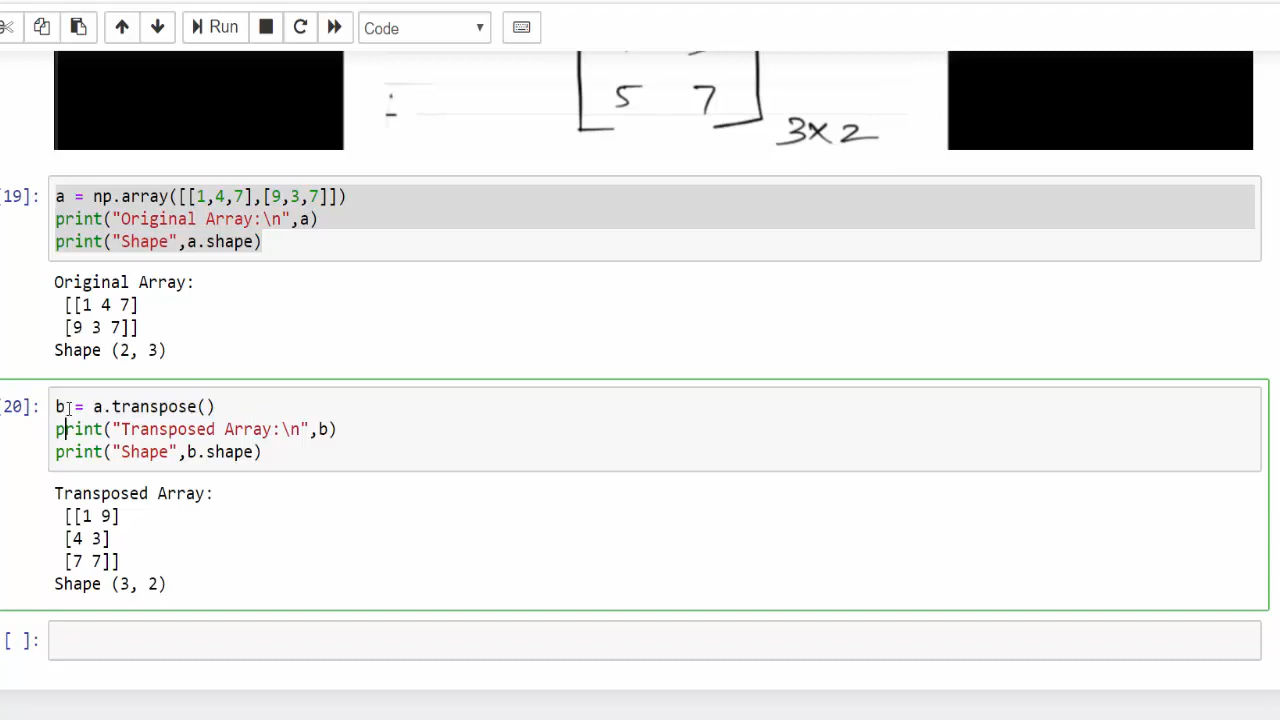 Run Code
5 7
3x2
[19]: a = np.array([[1,4,7],[9,3,7]])
print("Original Array:\n",a)
print("Shape",a.shape)
Original Array:
[[1 4 7]
[9 3 7]]
Shape (2, 3)
[20]: b = a.transpose()
print("Transposed Array:\n",b)
print("Shape",b.shape)
Transposed Array:
[[1 9]
[4 3]
[7 7]]
Shape (3, 2)
[ ]: